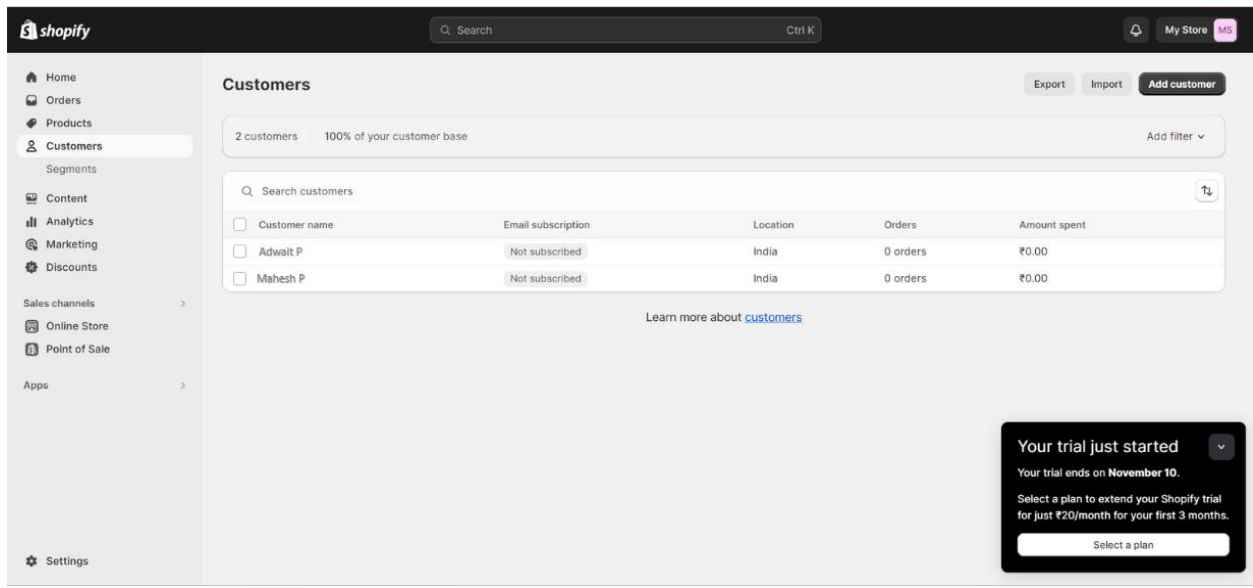 shopify
Search Ctrl K
My Store MS
Home
Orders
Products
Customers
Segments
Content
Analytics
Marketing
Discounts
Sales channels
Online Store
Point of Sale
Apps
Settings
Customers
Export Import Add customer
2 customers 100% of your customer base Add filter
Search customers
Customer name Email subscription Location Orders Amount spent
Adwait P Not subscribed India 0 orders ₹0.00
Mahesh P Not subscribed India 0 orders ₹0.00
Learn more about customers
Your trial just started
Your trial ends on November 10.
Select a plan to extend your Shopify trial
for just ₹20/month for your first 3 months.
Select a plan